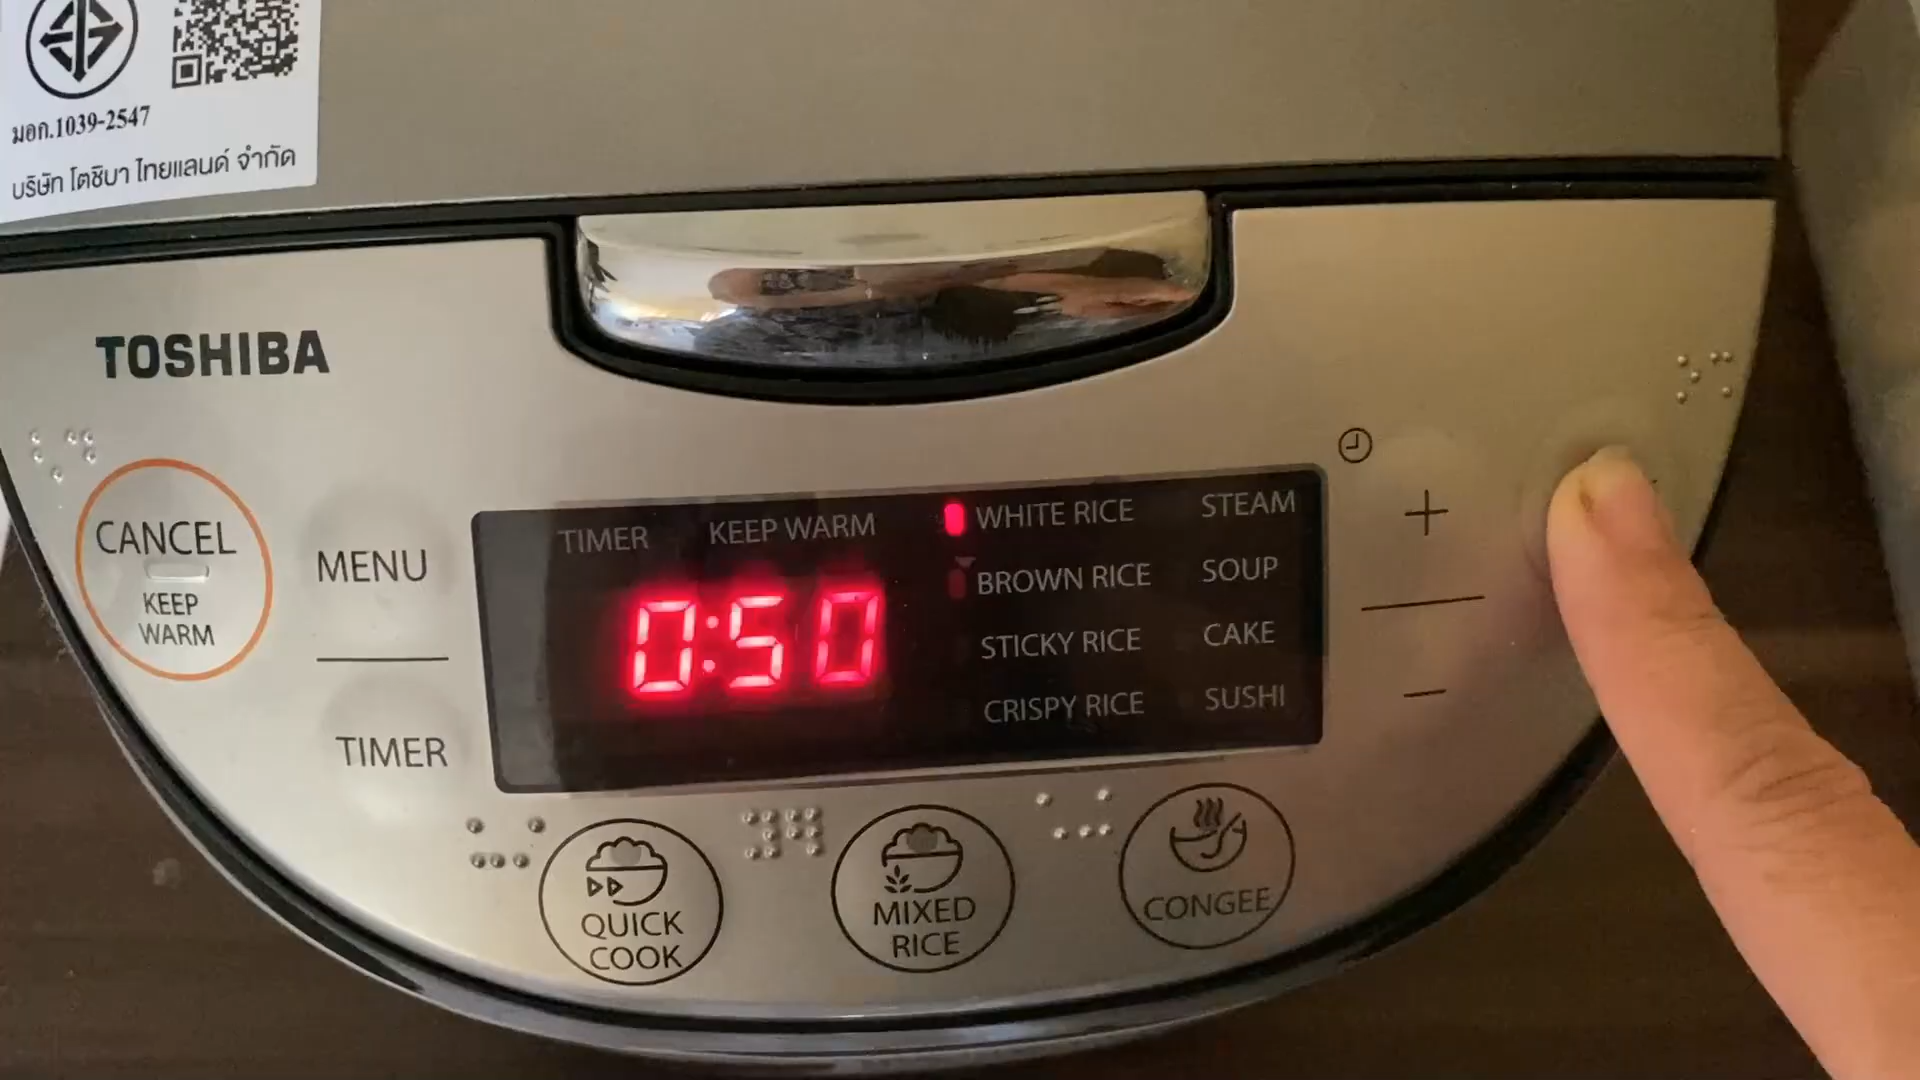 มอก.1039-2547
บริษัท โตชิบา ไทยแลนด์ จำกัด
TOSHIBA
CANCEL
KEEP
WARM
MENU
TIMER
TIMER KEEP WARM
0:50
WHITE RICE STEAM
BROWN RICE SOUP
STICKY RICE CAKE
CRISPY RICE SUSHI
+
−
QUICK
COOK
MIXED
RICE
CONGEE